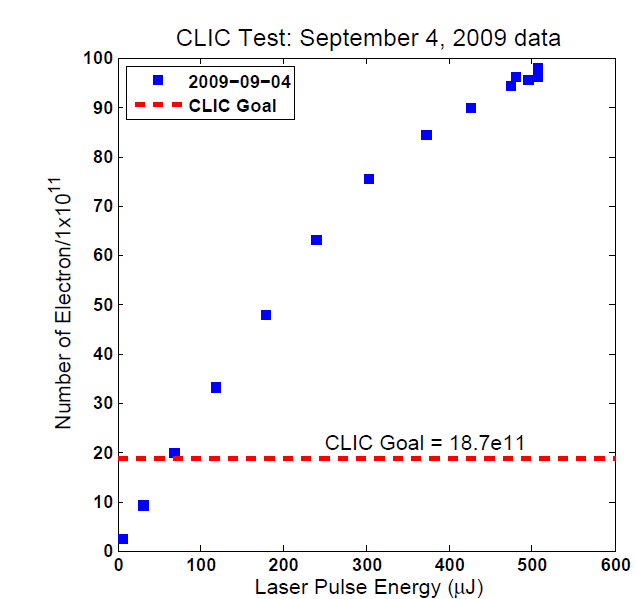 CLIC Test: September 4, 2009 data
100
90
80
70
60
50
40
30
20
10
0
Number of Electron/1x10¹¹
2009−09−04
CLIC Goal
CLIC Goal = 18.7e11
0 100 200 300 400 500 600
Laser Pulse Energy (μJ)